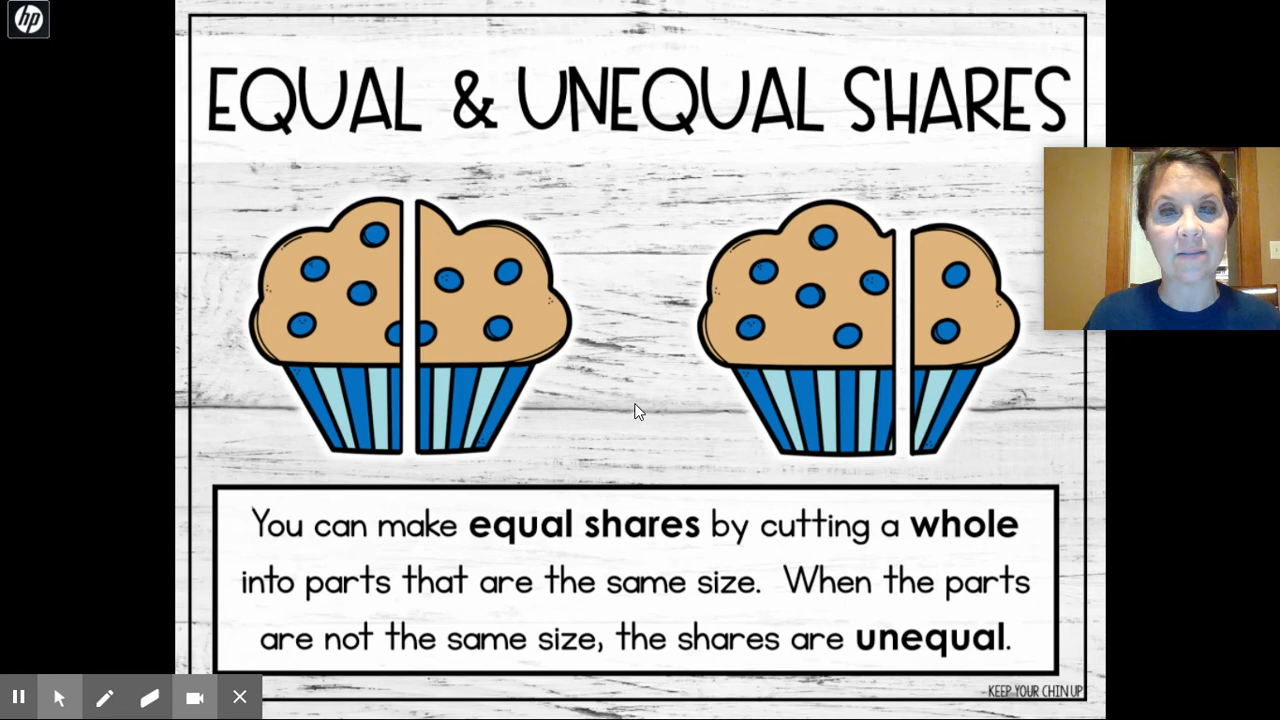 hp
EQUAL & UNEQUAL SHARES
You can make equal shares by cutting a whole
into parts that are the same size. When the parts
are not the same size, the shares are unequal.
KEEP YOUR CHIN UP